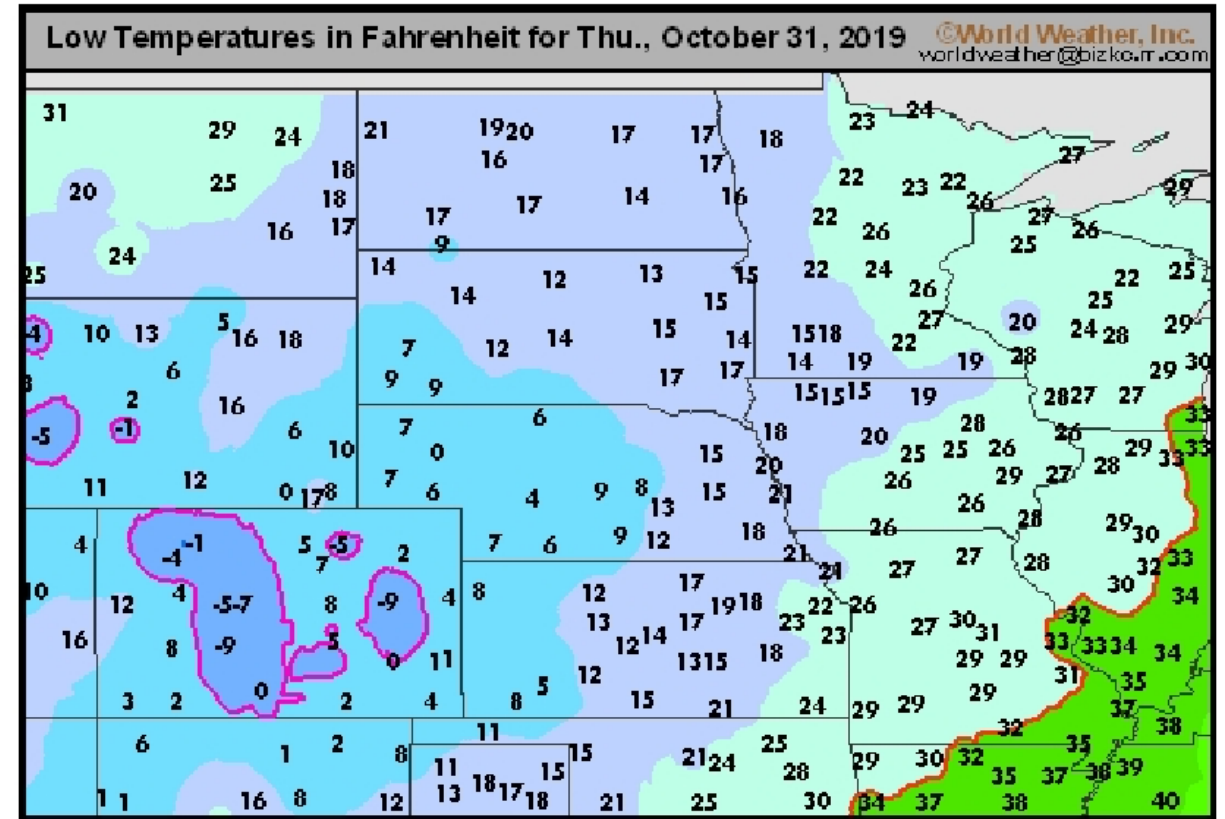 Low Temperatures in Fahrenheit for Thu., October 31, 2019
©World Weather, Inc.
worldweather@bizkc.rr.com
31 29 24 21 19 20 17 17 18 23 24
16 17 27
20 25 18 18 14 16 22 23 22 26 29
16 17 17 17 22 26 25 27 26
24 9
25 14 12 13 15 22 24 26 22 25
14 15 25
-4 10 13 5 16 18 14 15 14 15 18 22 27 20 24 28 29
6 7 12 14 19 19 28 29 30
9 9 17 17 15 15 15 19 28 27 27
2 16 6 33
-5 -1 6 7 18 20 28 26 29 33
10 0 15 20 25 25 26 28 33
11 12 0 17 8 7 6 4 9 8 15 21 26 29 27
13 26 28 29 30
4 -4 -1 5 -5 2 7 6 9 12 18 26
7 21 27 28 32 33
10 12 4 -5 -7 8 -9 4 8 12 17 21 27 30 34
16 13 17 19 18 22 26 32
8 -9 5 12 14 23 23 27 30 31 33 33 34 34
0 11 12 13 15 18 29 29 31
3 2 0 2 4 8 5 15 21 24 29 29 29 35
37
6 1 2 8 11 15 21 24 25 29 30 32 32 35 38
11 18 15 28 35 37 38 39
1 1 16 8 12 13 17 18 21 25 30 34 37 38 40